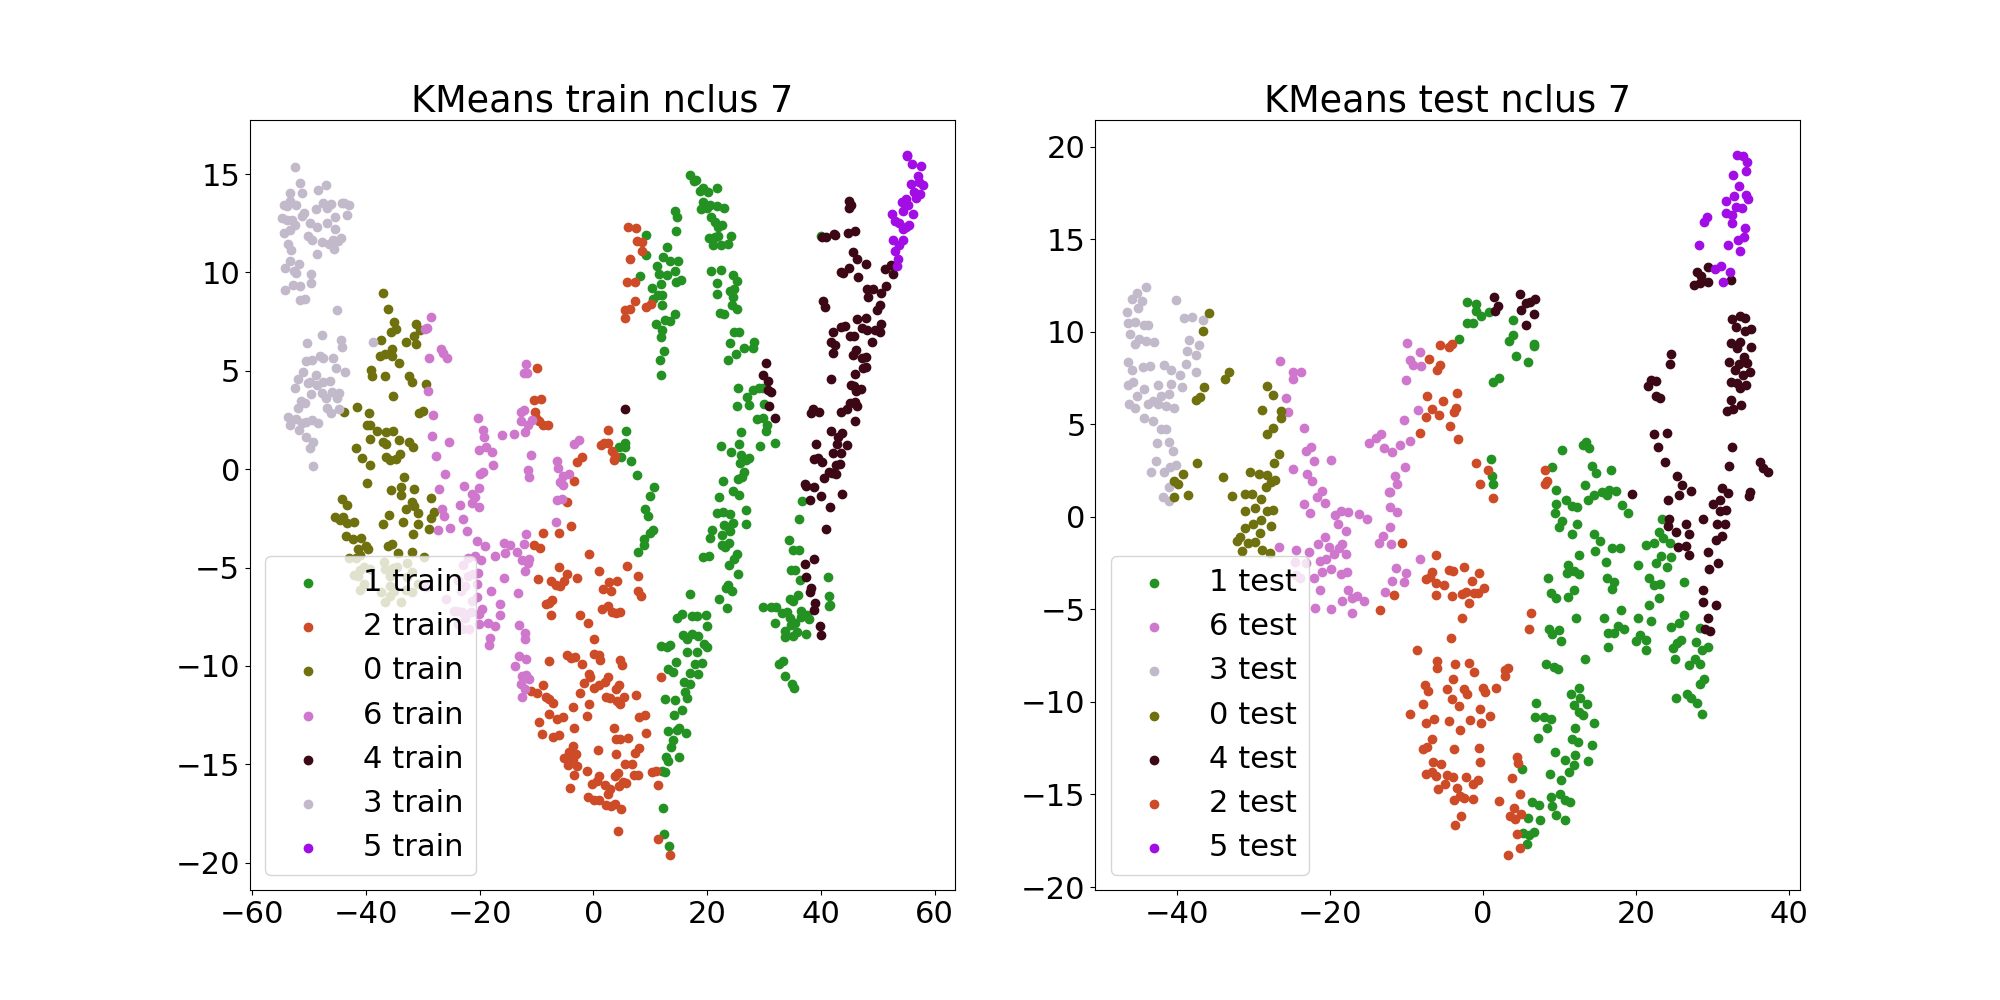 KMeans train nclus 7
15
10
5
0
−5
−10
−15
−20
−60 −40 −20 0 20 40 60
1 train
2 train
0 train
6 train
4 train
3 train
5 train
KMeans test nclus 7
20
15
10
5
0
−5
−10
−15
−20
−40 −20 0 20 40
1 test
6 test
3 test
0 test
4 test
2 test
5 test